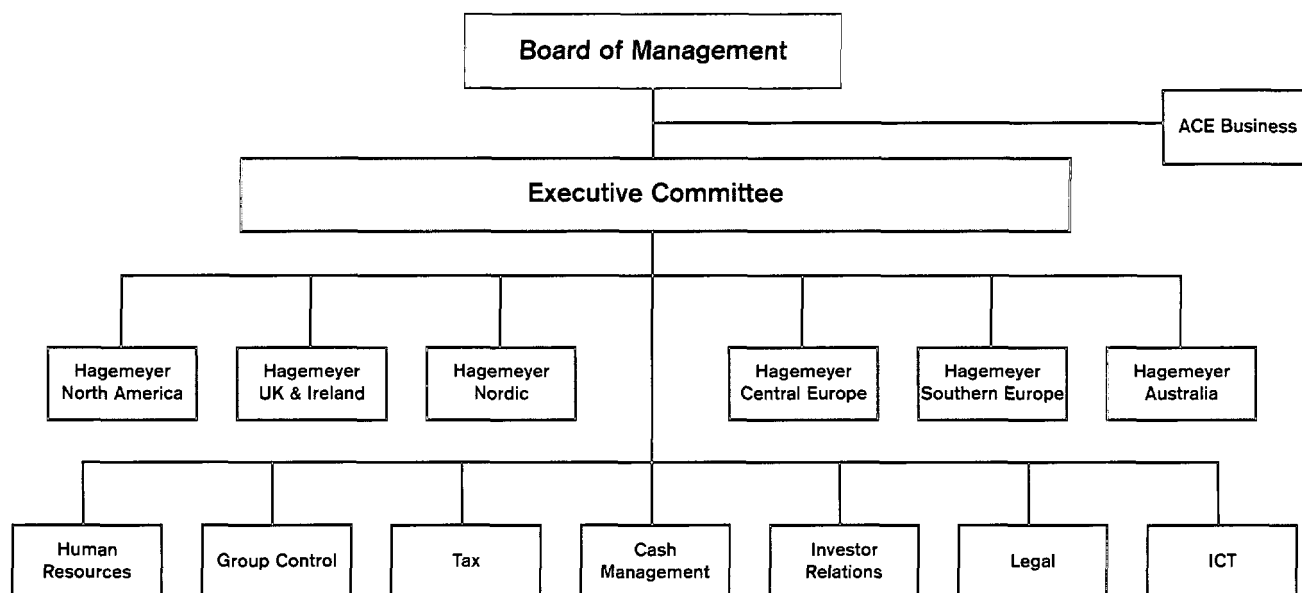 Board of Management
ACE Business
Executive Committee
Hagemeyer
North America
Hagemeyer
UK & Ireland
Hagemeyer
Nordic
Hagemeyer
Central Europe
Hagemeyer
Southern Europe
Hagemeyer
Australia
Human
Resources
Group Control
Tax
Cash
Management
Investor
Relations
Legal
ICT